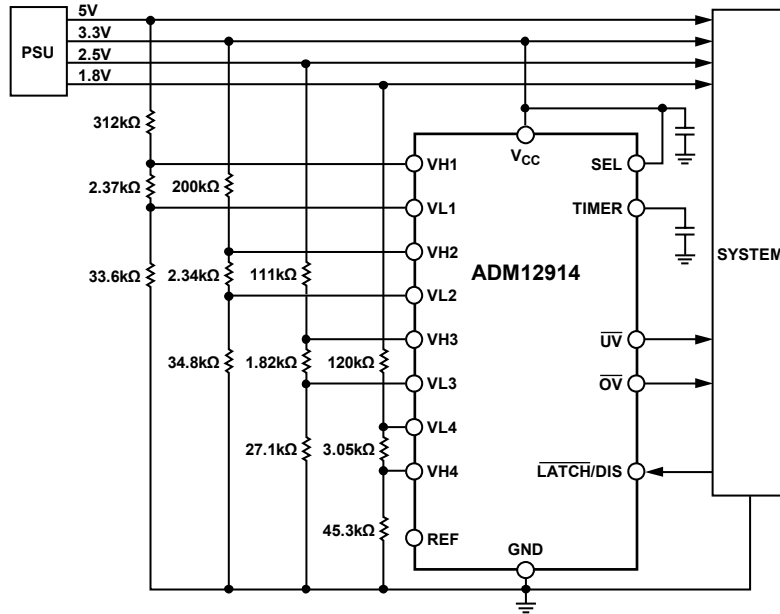 PSU
5V
3.3V
2.5V
1.8V
312kΩ
2.37kΩ
33.6kΩ
200kΩ
2.34kΩ
34.8kΩ
111kΩ
1.82kΩ
27.1kΩ
120kΩ
3.05kΩ
45.3kΩ
VH1
VL1
VH2
VL2
VH3
VL3
VL4
VH4
REF
VCC
ADM12914
GND
SEL
TIMER
UV
OV
LATCH/DIS
SYSTEM